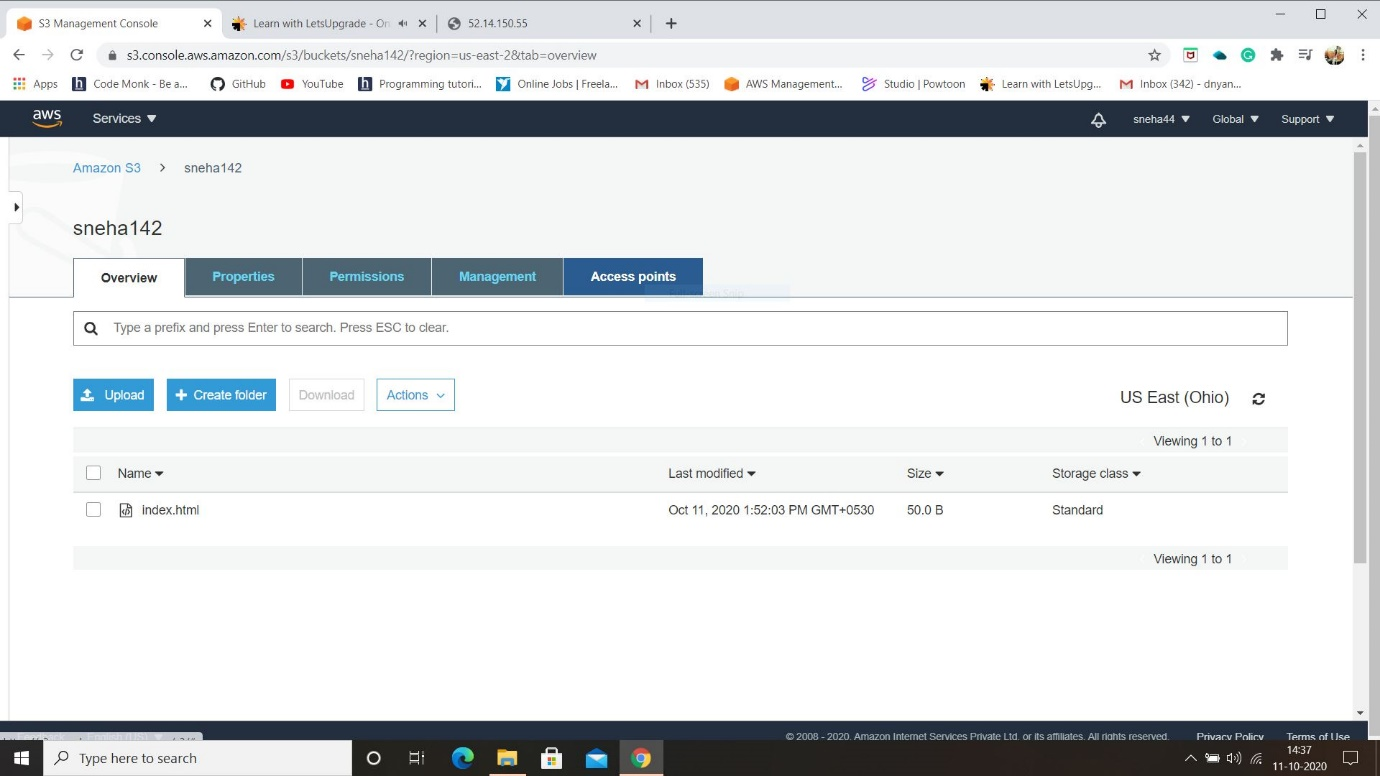 S3 Management Console
Learn with LetsUpgrade - On
52.14.150.55
s3.console.aws.amazon.com/s3/buckets/sneha142/?region=us-east-2&tab=overview
Apps
Code Monk - Be a...
GitHub
YouTube
Programming tutori...
Online Jobs | Freela...
Inbox (535)
AWS Management...
Studio | Powtoon
Learn with LetsUpg...
Inbox (342) - dnyan...
aws
Services
sneha44
Global
Support
Amazon S3 > sneha142
sneha142
Overview
Properties
Permissions
Management
Access points
Type a prefix and press Enter to search. Press ESC to clear.
Upload
+ Create folder
Download
Actions
US East (Ohio)
Viewing 1 to 1
Name
Last modified
Size
Storage class
index.html
Oct 11, 2020 1:52:03 PM GMT+0530
50.0 B
Standard
Viewing 1 to 1
© 2008 - 2020, Amazon Internet Services Private Ltd. or its affiliates. All rights reserved.
Privacy Policy
Terms of Use
Type here to search
14:37
11-10-2020